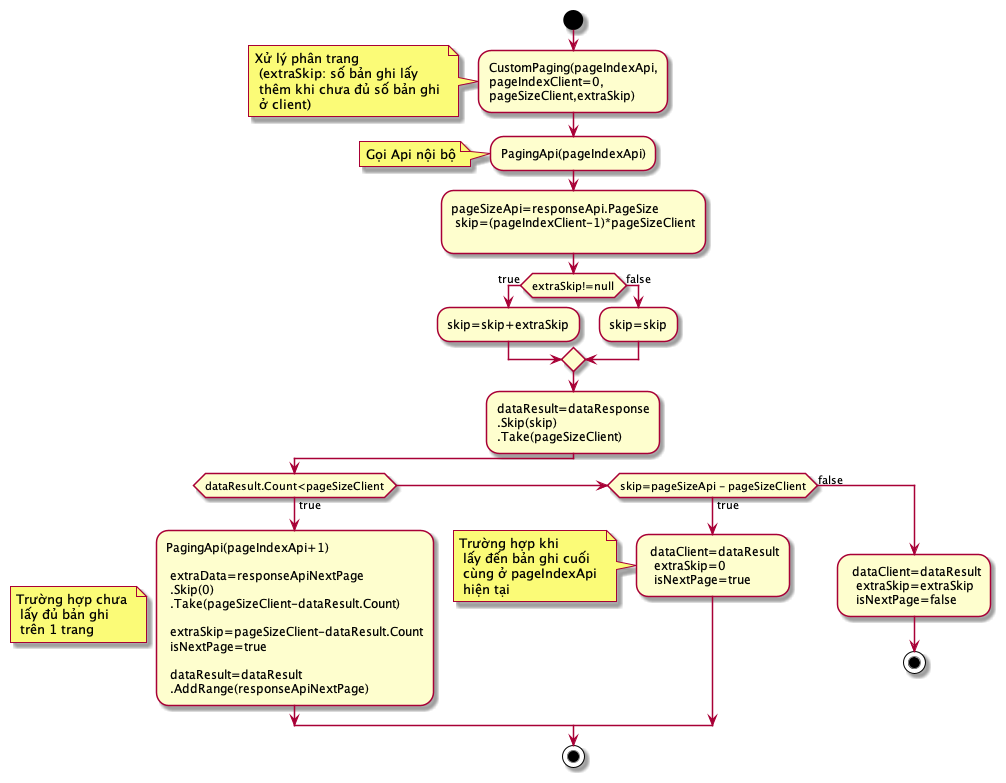 Xử lý phân trang
(extraSkip: số bản ghi lấy
thêm khi chưa đủ số bản ghi
ở client)
CustomPaging(pageIndexApi,
pageIndexClient=0,
pageSizeClient,extraSkip)
Gọi Api nội bộ
PagingApi(pageIndexApi)
pageSizeApi=responseApi.PageSize
skip=(pageIndexClient-1)*pageSizeClient
true
extraSkip!=null
false
skip=skip+extraSkip
skip=skip
dataResult=dataResponse
.Skip(skip)
.Take(pageSizeClient)
dataResult.Count<pageSizeClient
true
skip=pageSizeApi - pageSizeClient
true
false
Trường hợp chưa
lấy đủ bản ghi
trên 1 trang
PagingApi(pageIndexApi+1)
extraData=responseApiNextPage
.Skip(0)
.Take(pageSizeClient-dataResult.Count)
extraSkip=pageSizeClient-dataResult.Count
isNextPage=true
dataResult=dataResult
.AddRange(responseApiNextPage)
Trường hợp khi
lấy đến bản ghi cuối
cùng ở pageIndexApi
hiện tại
dataClient=dataResult
extraSkip=0
isNextPage=true
dataClient=dataResult
extraSkip=extraSkip
isNextPage=false